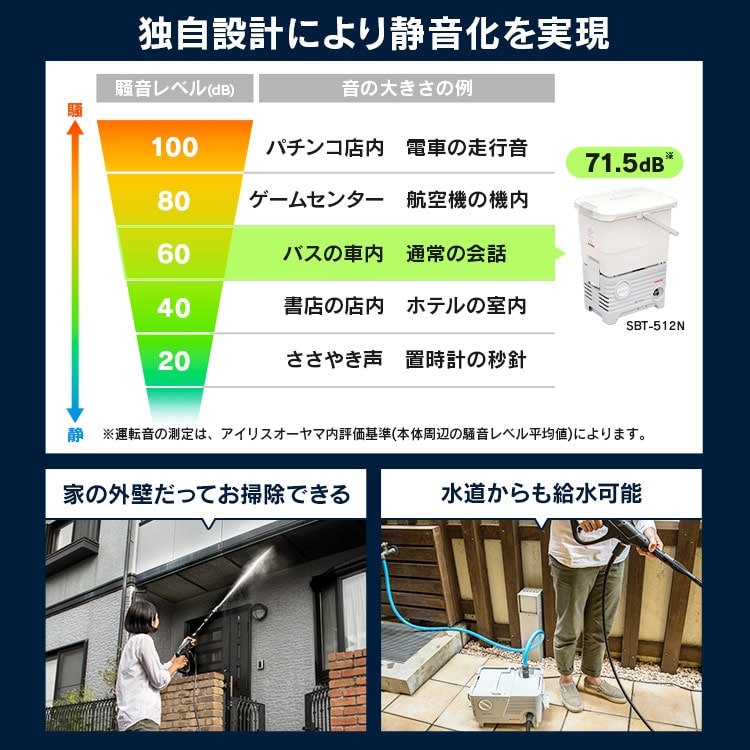 独自設計により静音化を実現
騒音レベル(dB) 音の大きさの例
騒
100 パチンコ店内 電車の走行音
71.5dB※
80 ゲームセンター 航空機の機内
60 バスの車内 通常の会話
40 書店の店内 ホテルの室内
SBT-512N
20 ささやき声 置時計の秒針
静
※運転音の測定は、アイリスオーヤマ内評価基準(本体周辺の騒音レベル平均値)によります。
家の外壁だってお掃除できる
水道からも給水可能